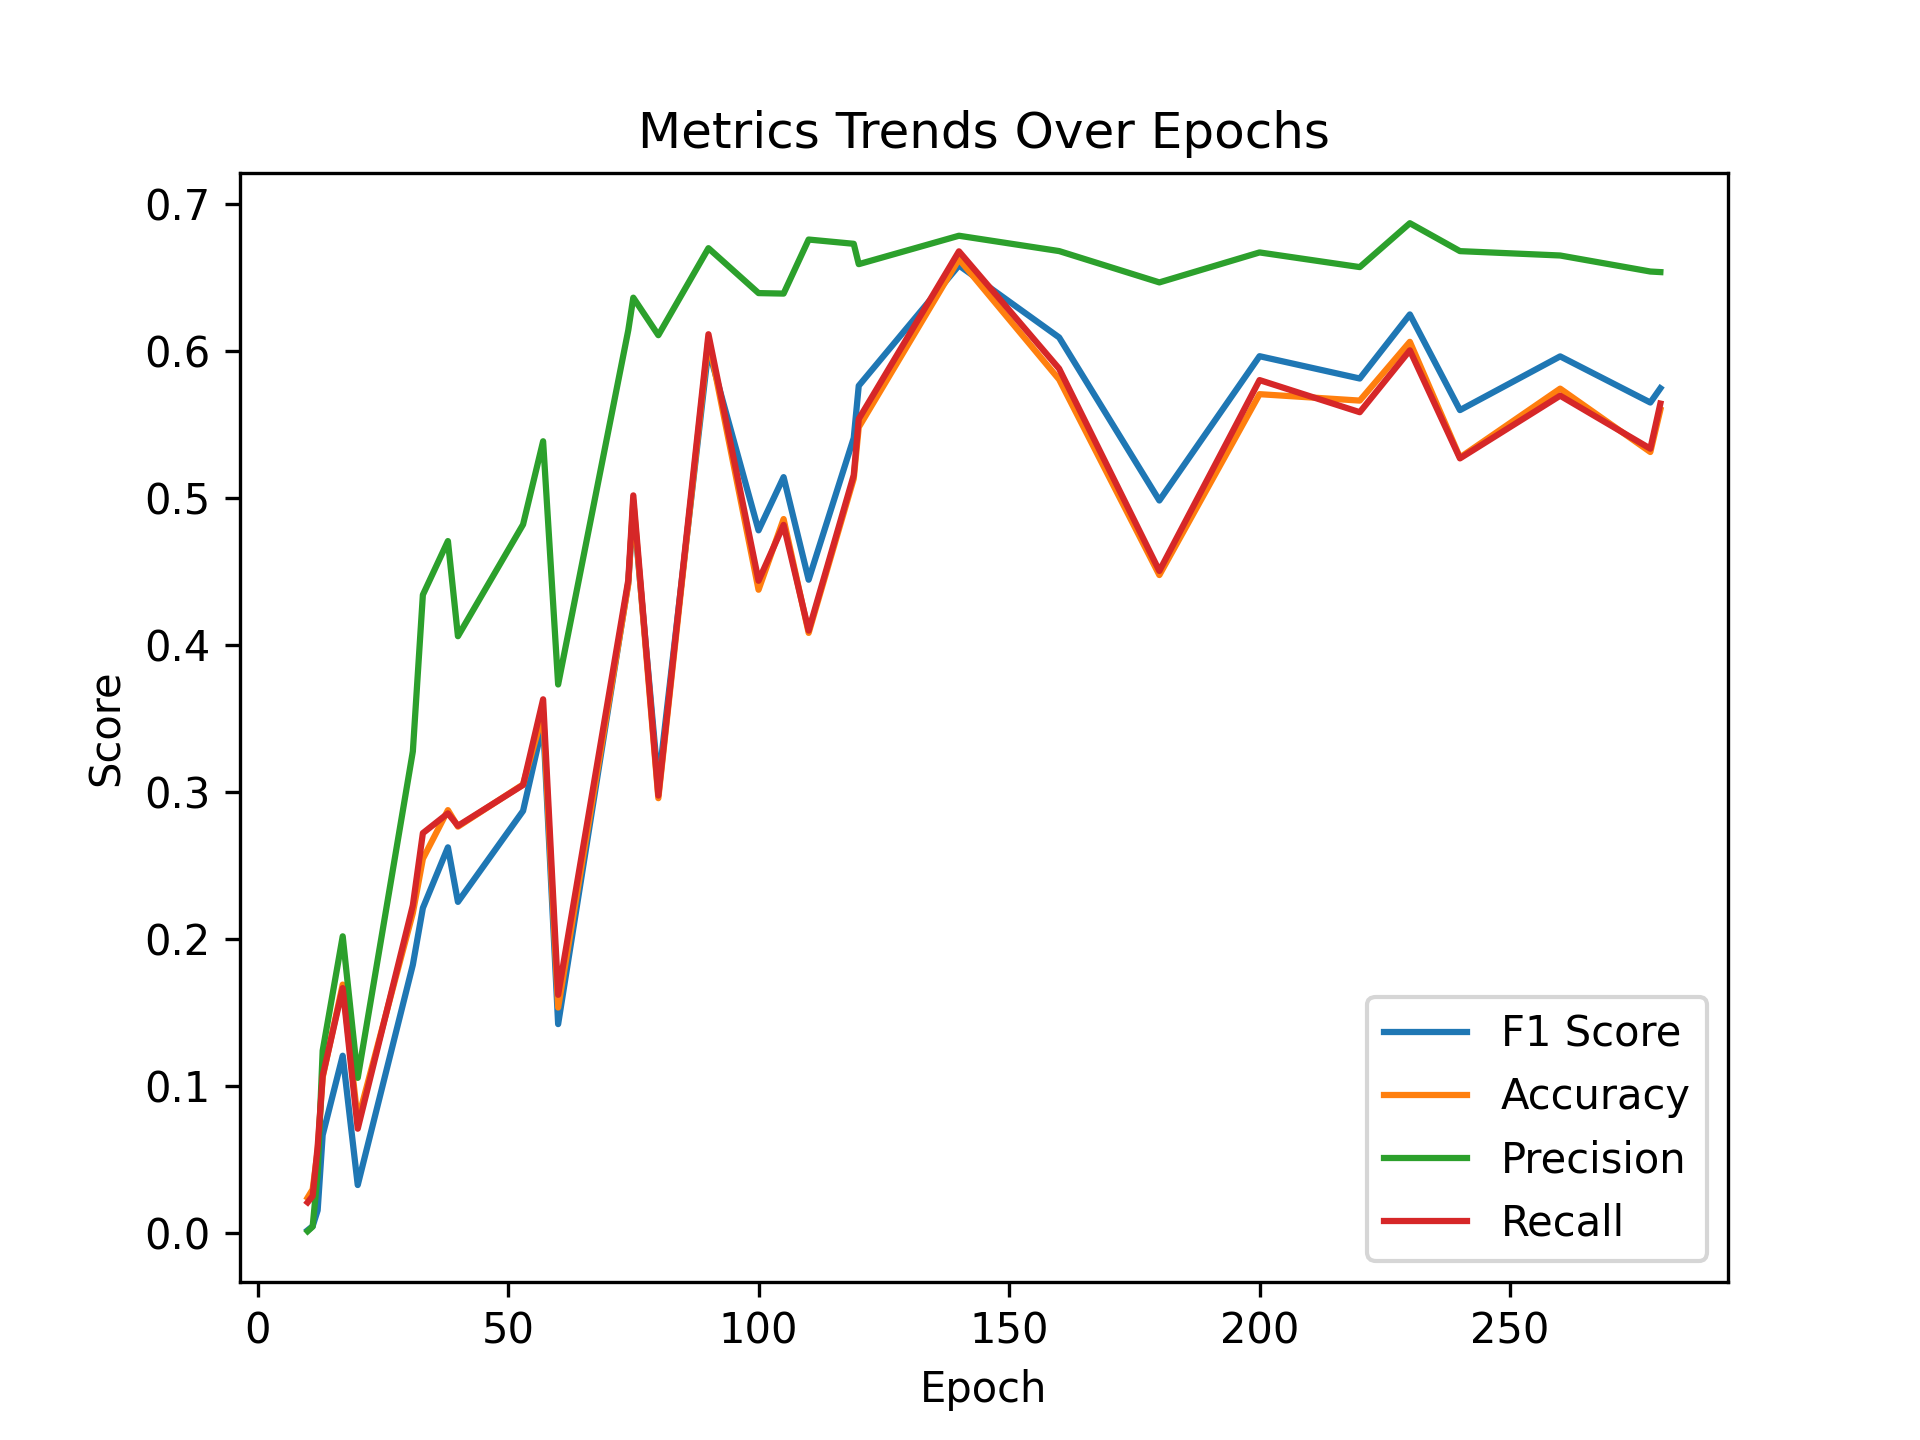 Metrics Trends Over Epochs
0.7
0.6
0.5
0.4
0.3
0.2
0.1
0.0
Score
0 50 100 150 200 250
Epoch
F1 Score
Accuracy
Precision
Recall